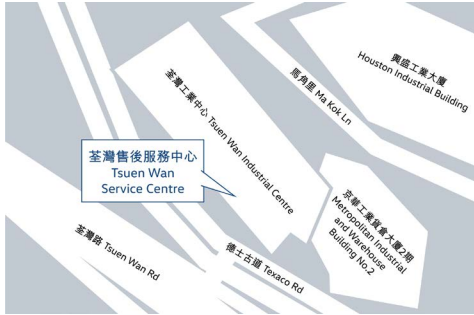 興盛工業大廈
Houston Industrial Building
馬角里 Ma Kok Ln
荃灣工業中心 Tsuen Wan Industrial Centre
荃灣售後服務中心
Tsuen Wan
Service Centre
京華工業貨倉大廈2期
Metropolitan Industrial
and Warehouse
Building No.2
荃灣路 Tsuen Wan Rd
德士古道 Texaco Rd